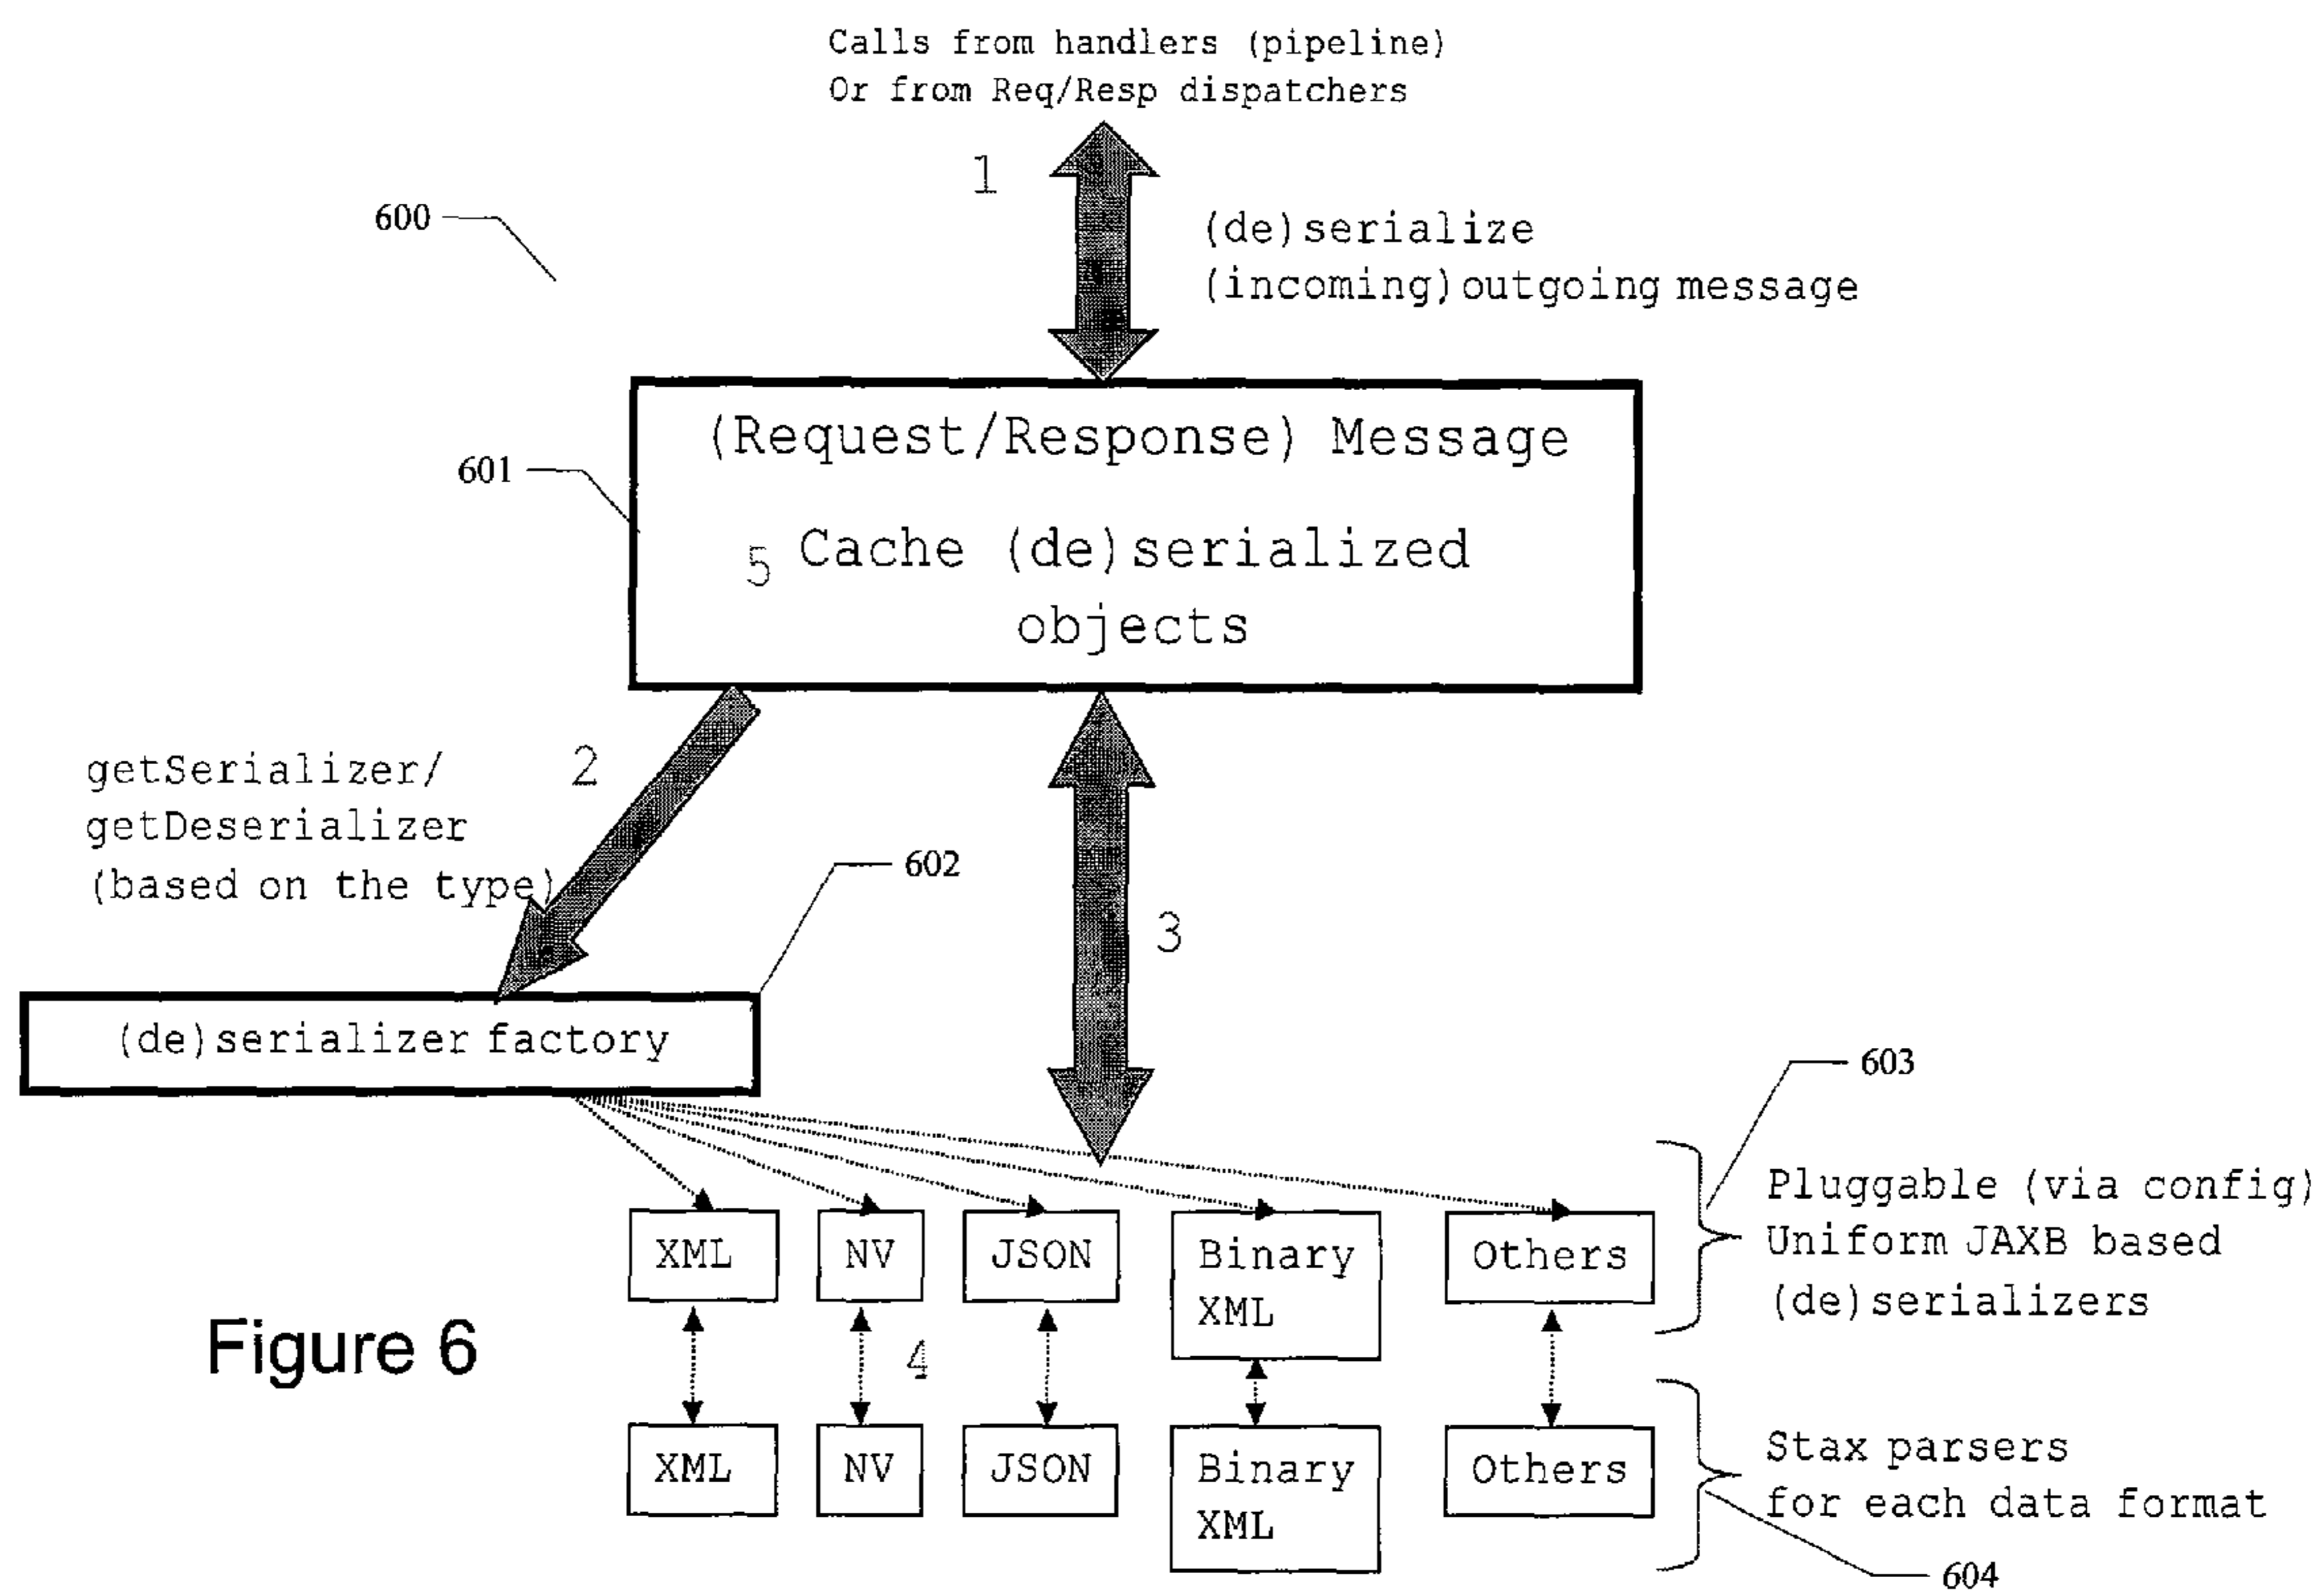 Calls from handlers (pipeline)
Or from Req/Resp dispatchers
1
600
(de)serialize
(incoming)outgoing message
(Request/Response) Message
601
5 Cache (de)serialized
objects
2
getSerializer/
getDeserializer
(based on the type)
602
3
(de)serializer factory
603
Pluggable (via config)
Uniform JAXB based
(de)serializers
XML
NV
JSON
Binary
XML
Others
Figure 6
4
XML
NV
JSON
Binary
XML
Others
Stax parsers
for each data format
604